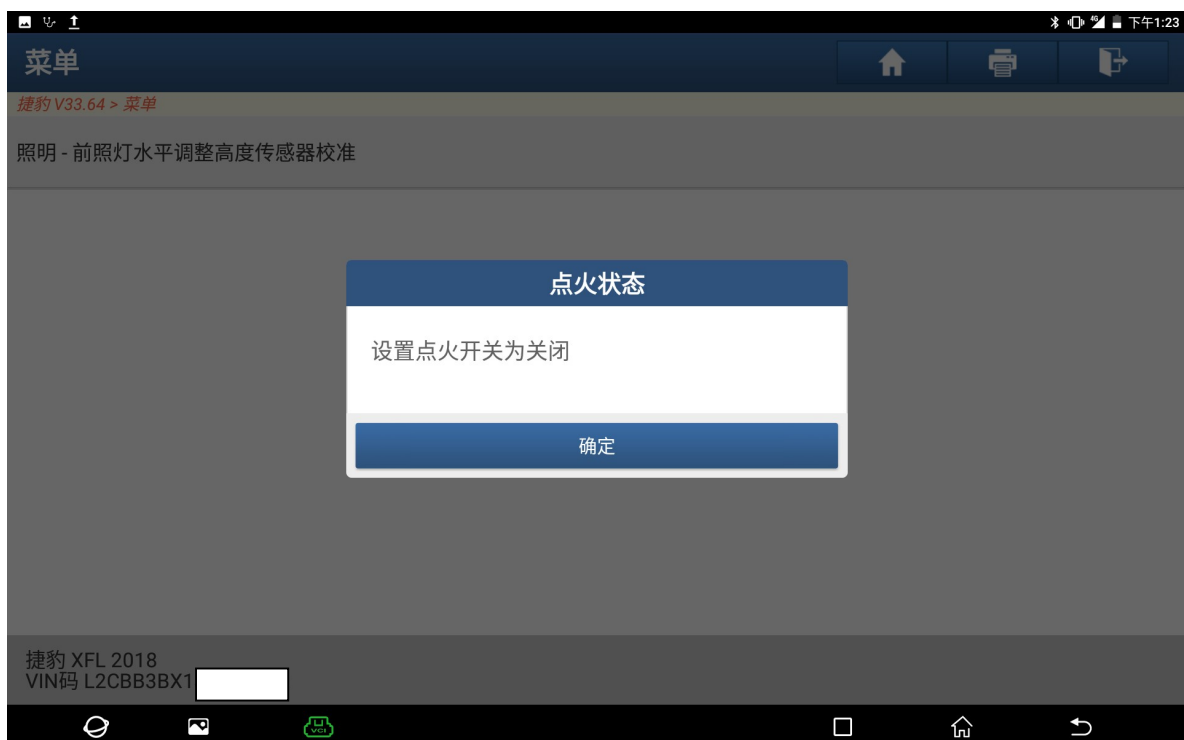 4G
下午1:23
菜单
捷豹 V33.64 > 菜单
照明 - 前照灯水平调整高度传感器校准
点火状态
设置点火开关为关闭
确定
捷豹 XFL 2018
VIN码 L2CBB3BX1
VCI